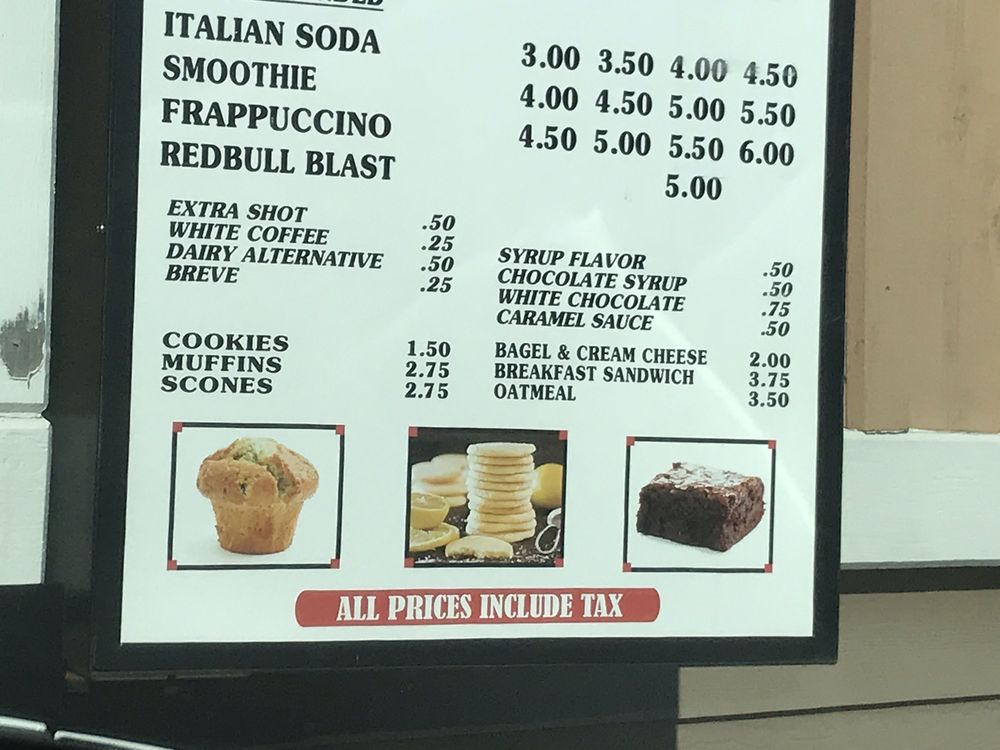 ITALIAN SODA 3.00 3.50 4.00 4.50
SMOOTHIE 4.00 4.50 5.00 5.50
FRAPPUCCINO 4.50 5.00 5.50 6.00
REDBULL BLAST 5.00
EXTRA SHOT .50
WHITE COFFEE .25
DAIRY ALTERNATIVE .50
BREVE .25
SYRUP FLAVOR .50
CHOCOLATE SYRUP .50
WHITE CHOCOLATE .75
CARAMEL SAUCE .50
COOKIES 1.50
MUFFINS 2.75
SCONES 2.75
BAGEL & CREAM CHEESE 2.00
BREAKFAST SANDWICH 3.75
OATMEAL 3.50
ALL PRICES INCLUDE TAX